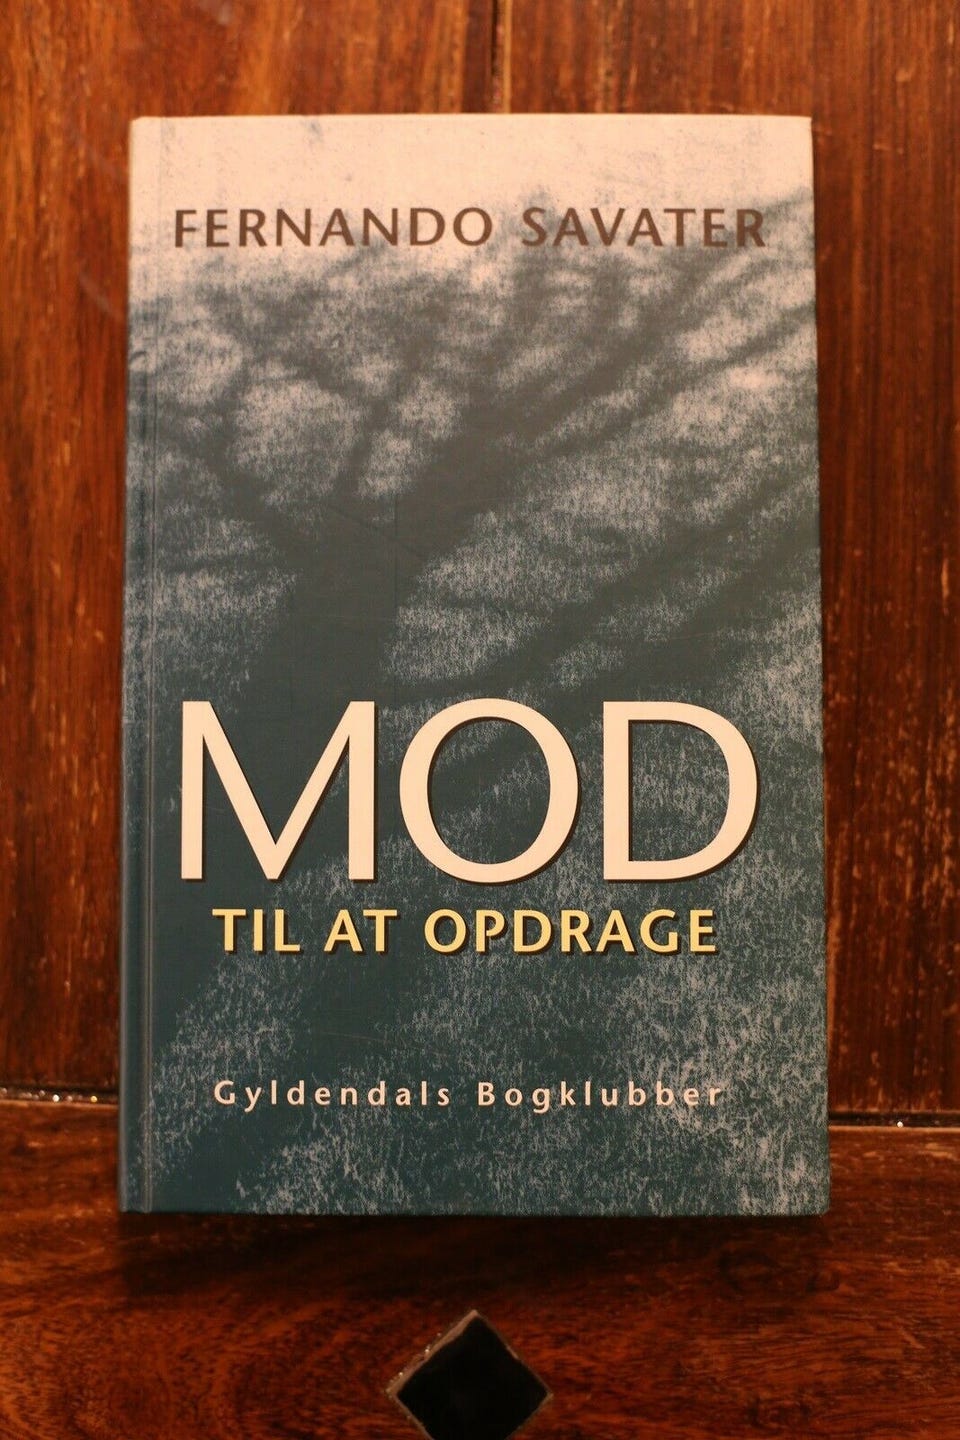 FERNANDO SAVATER
MOD
TIL AT OPDRAGE
Gyldendals Bogklubber